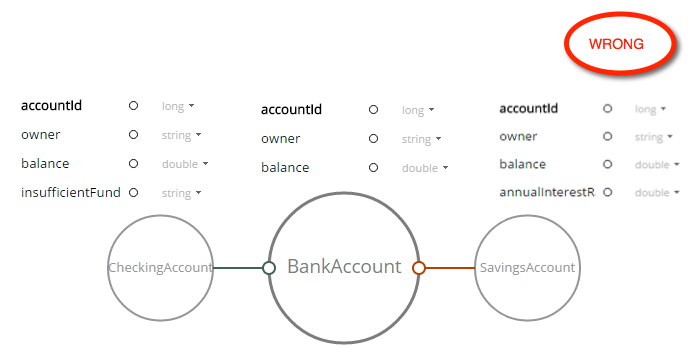 WRONG
accountId long
owner string
balance double
insufficientFund string
accountId long
owner string
balance double
accountId long
owner string
balance double
annualInterestR double
CheckingAccount
BankAccount
SavingsAccount